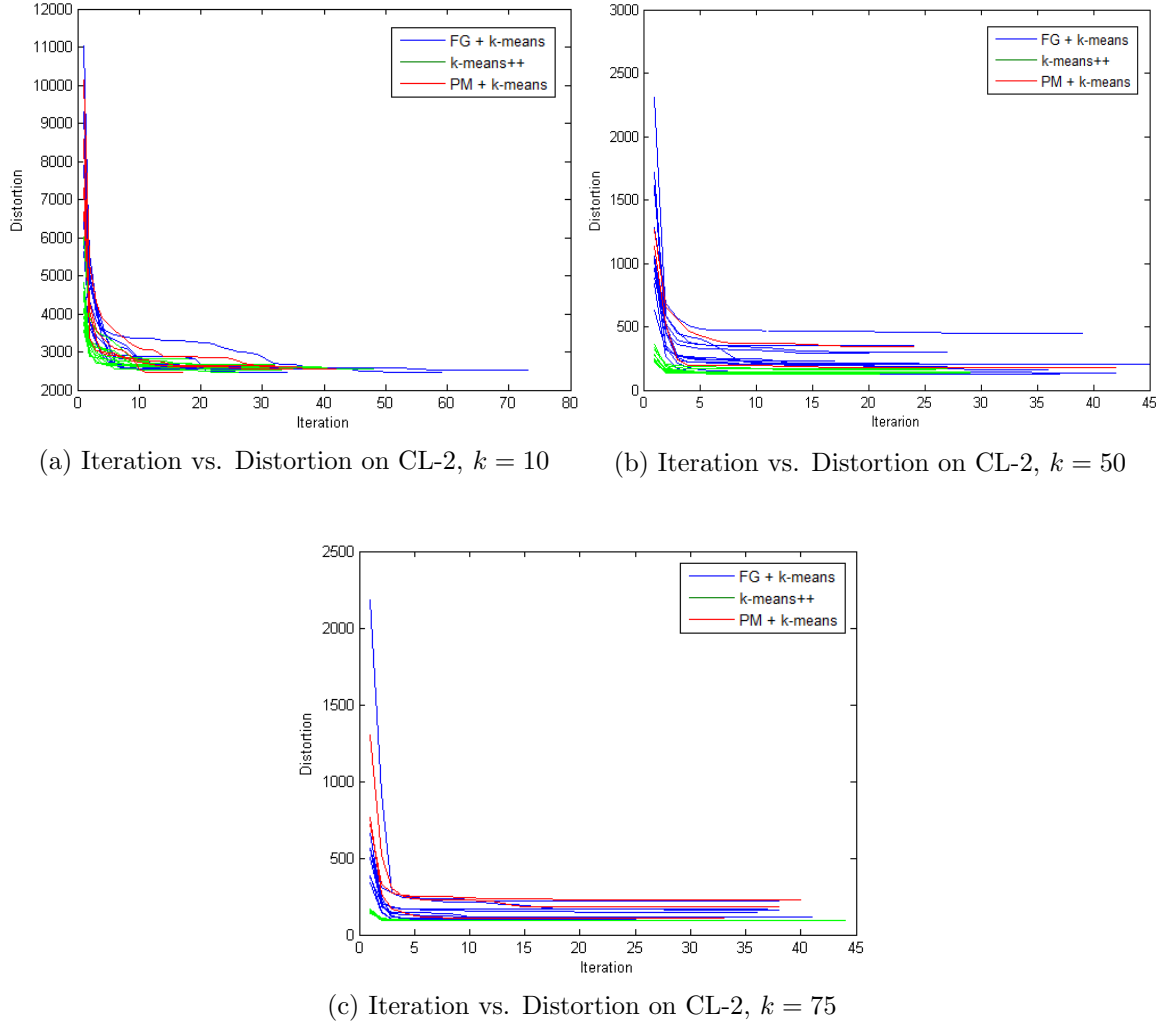 12000
11000
10000
9000
8000
7000
6000
5000
4000
3000
2000
Distortion
0 10 20 30 40 50 60 70 80
Iteration
FG + k-means
k-means++
PM + k-means
(a) Iteration vs. Distortion on CL-2, k = 10
3000
2500
2000
1500
1000
500
0
Distortion
0 5 10 15 20 25 30 35 40 45
Iterarion
FG + k-means
k-means++
PM + k-means
(b) Iteration vs. Distortion on CL-2, k = 50
2500
2000
1500
1000
500
0
Distortion
0 5 10 15 20 25 30 35 40 45
Iteration
FG + k-means
k-means++
PM + k-means
(c) Iteration vs. Distortion on CL-2, k = 75